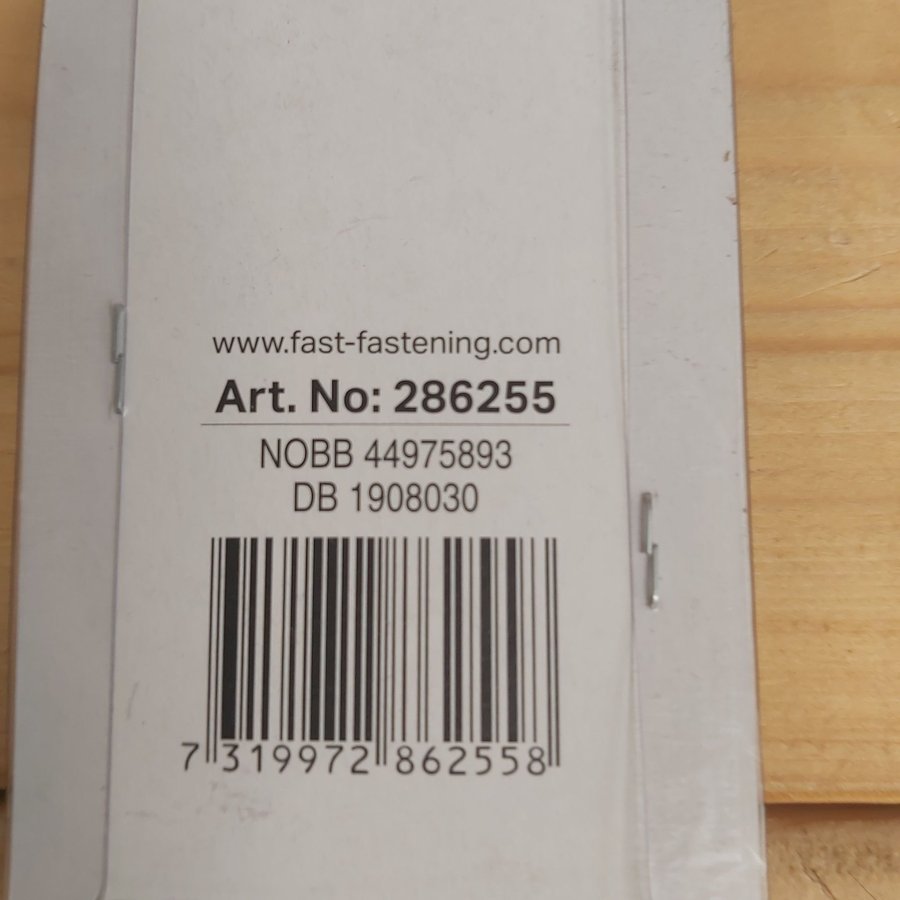 www.fast-fastening.com
Art. No: 286255
NOBB 44975893
DB 1908030
7 319972 862558